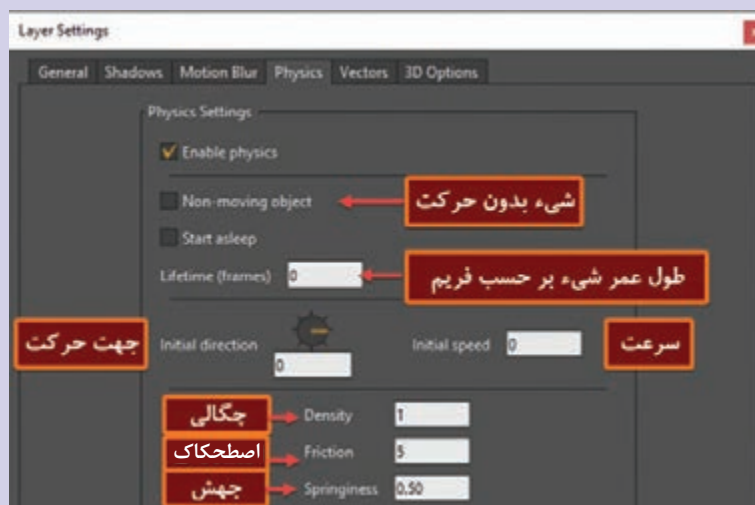 Layer Settings
General Shadows Motion Blur Physics Vectors 3D Options
Physics Settings
Enable physics
Non-moving object شیء بدون حرکت
Start asleep
Lifetime (frames) 0 طول عمر شیء بر حسب فریم
جهت حرکت Initial direction 0 Initial speed 0 سرعت
چگالی Density 1
اصطحکاک Friction 5
جهش Springiness 0.50